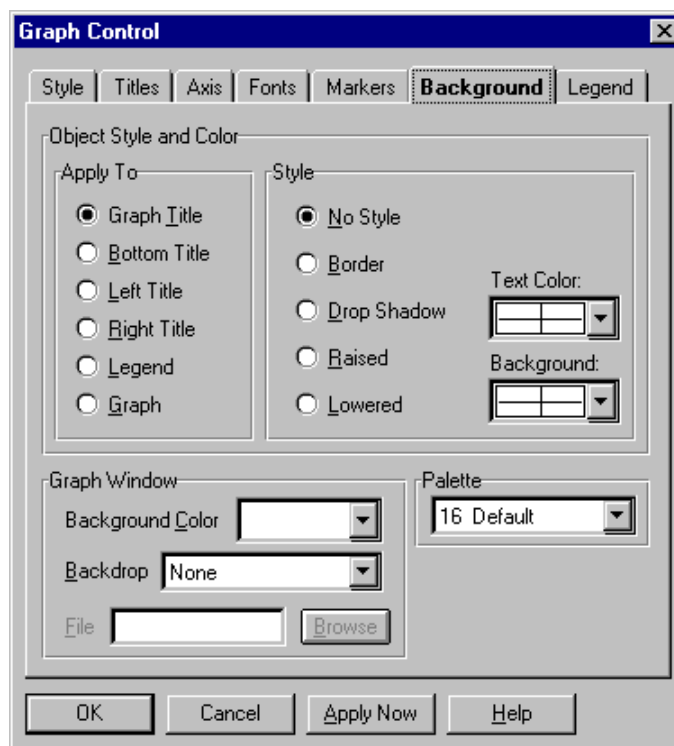 Graph Control
Style Titles Axis Fonts Markers Background Legend
Object Style and Color
Apply To
Graph Title
Bottom Title
Left Title
Right Title
Legend
Graph
Style
No Style
Border
Drop Shadow
Raised
Lowered
Text Color:
Background:
Graph Window
Background Color
Backdrop None
File Browse
Palette
16 Default
OK Cancel Apply Now Help